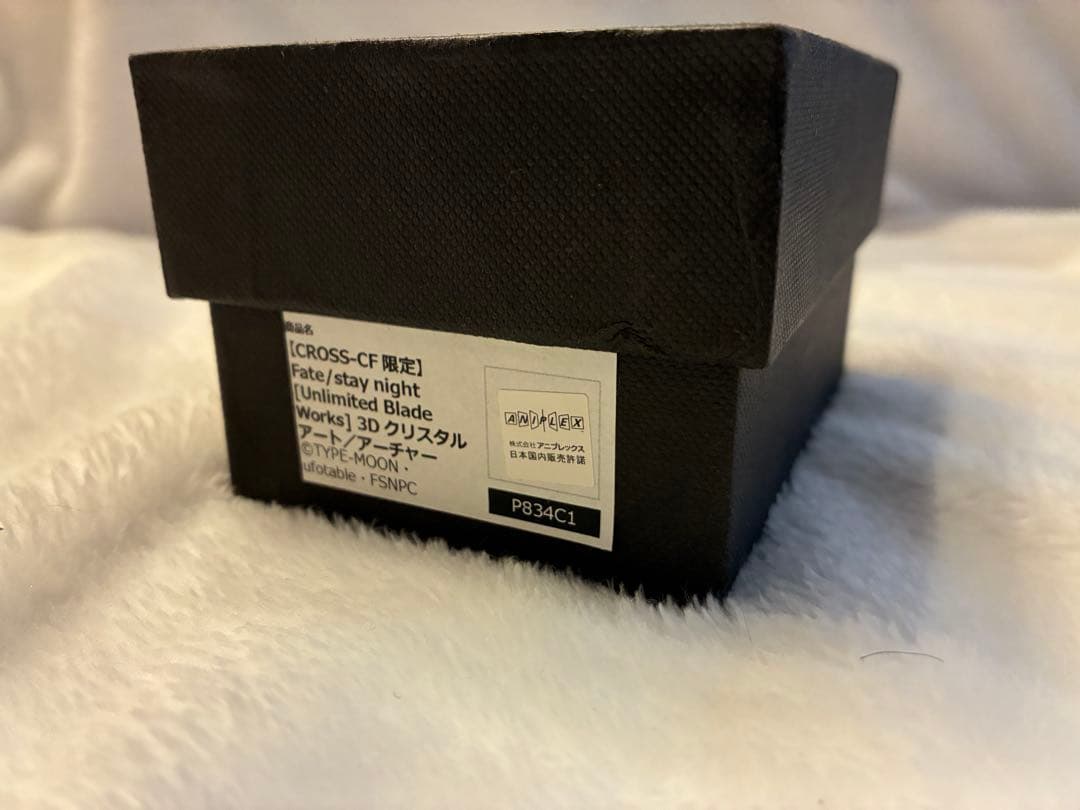 商品名
[CROSS-CF 限定]
Fate/stay night
[Unlimited Blade
Works] 3D クリスタル
アート／アーチャー
©TYPE-MOON・
ufotable・FSNPC
ANIPLEX
株式会社アニプレックス
日本国内販売許諾
P834C1